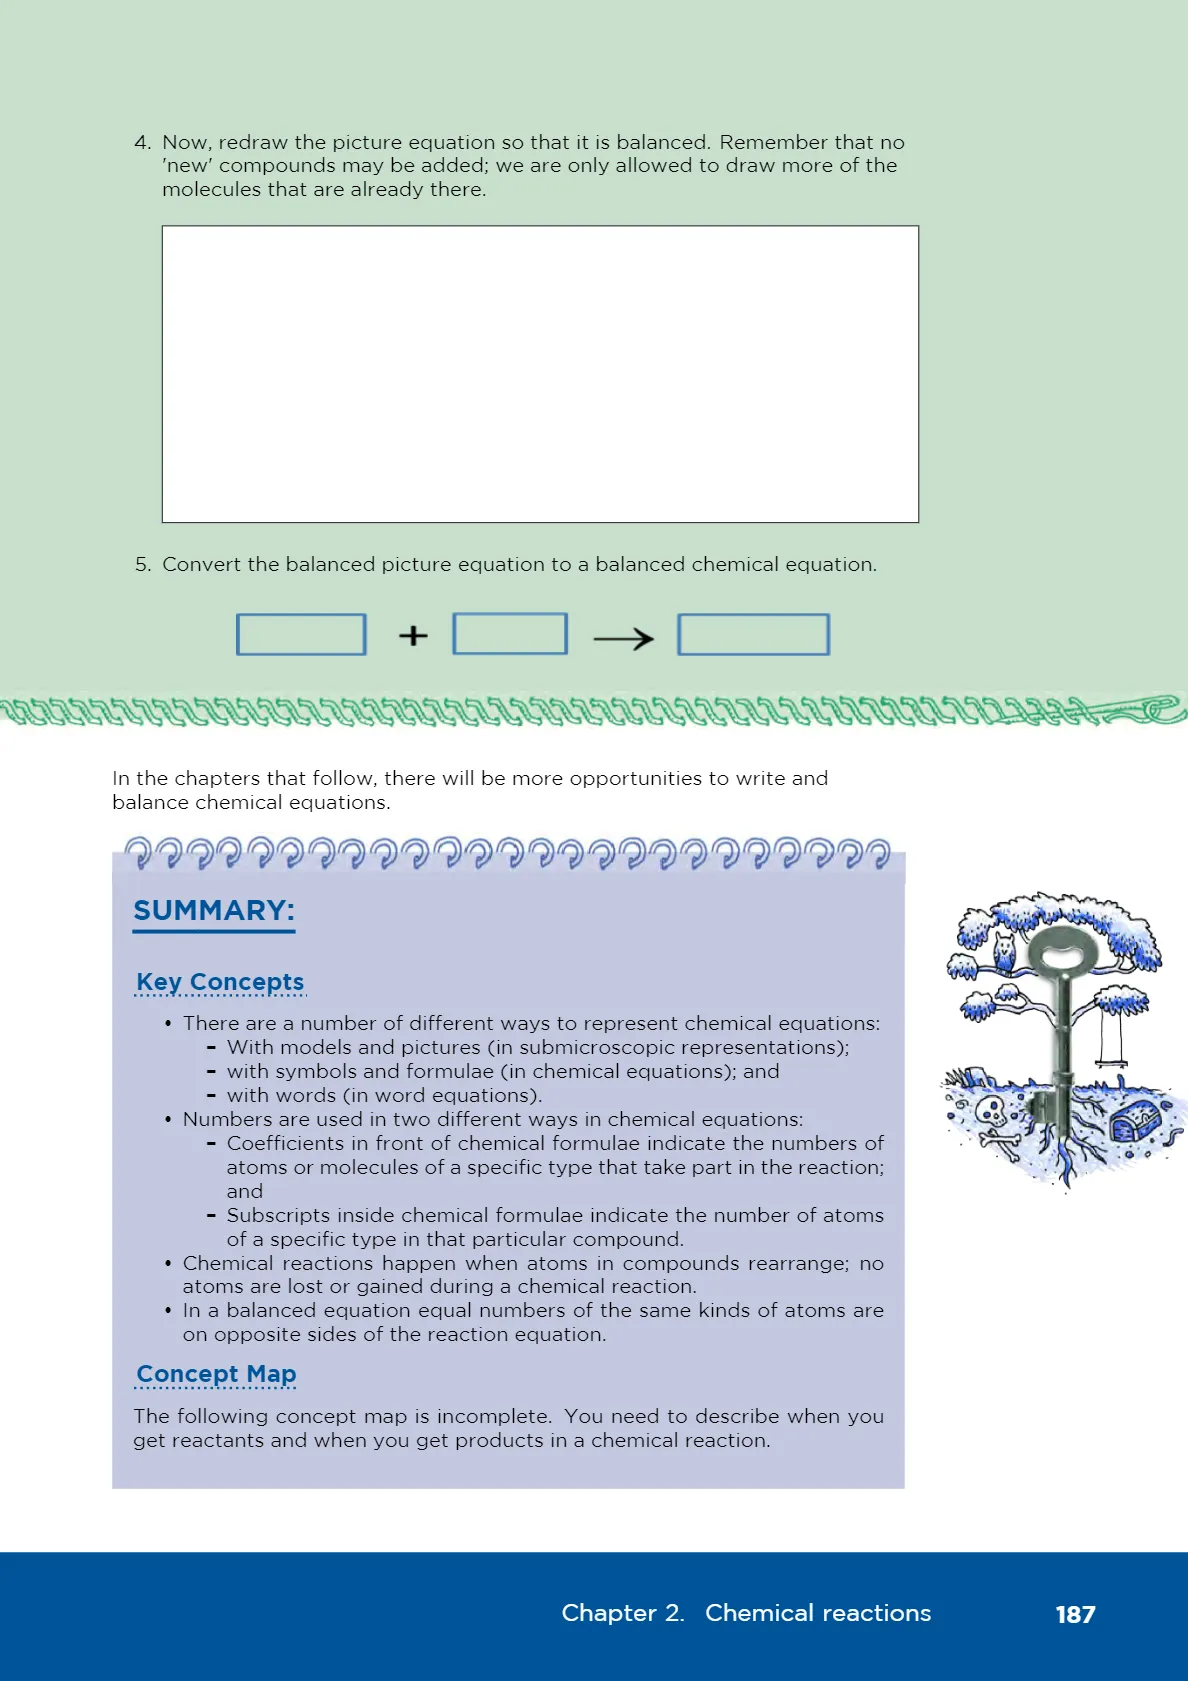 4. Now, redraw the picture equation so that it is balanced. Remember that no
'new' compounds may be added; we are only allowed to draw more of the
molecules that are already there.
5. Convert the balanced picture equation to a balanced chemical equation.
+ →
In the chapters that follow, there will be more opportunities to write and
balance chemical equations.
SUMMARY:
Key Concepts
• There are a number of different ways to represent chemical equations:
– With models and pictures (in submicroscopic representations);
– with symbols and formulae (in chemical equations); and
– with words (in word equations).
• Numbers are used in two different ways in chemical equations:
– Coefficients in front of chemical formulae indicate the numbers of
atoms or molecules of a specific type that take part in the reaction;
and
– Subscripts inside chemical formulae indicate the number of atoms
of a specific type in that particular compound.
• Chemical reactions happen when atoms in compounds rearrange; no
atoms are lost or gained during a chemical reaction.
• In a balanced equation equal numbers of the same kinds of atoms are
on opposite sides of the reaction equation.
Concept Map
The following concept map is incomplete. You need to describe when you
get reactants and when you get products in a chemical reaction.
Chapter 2. Chemical reactions 187